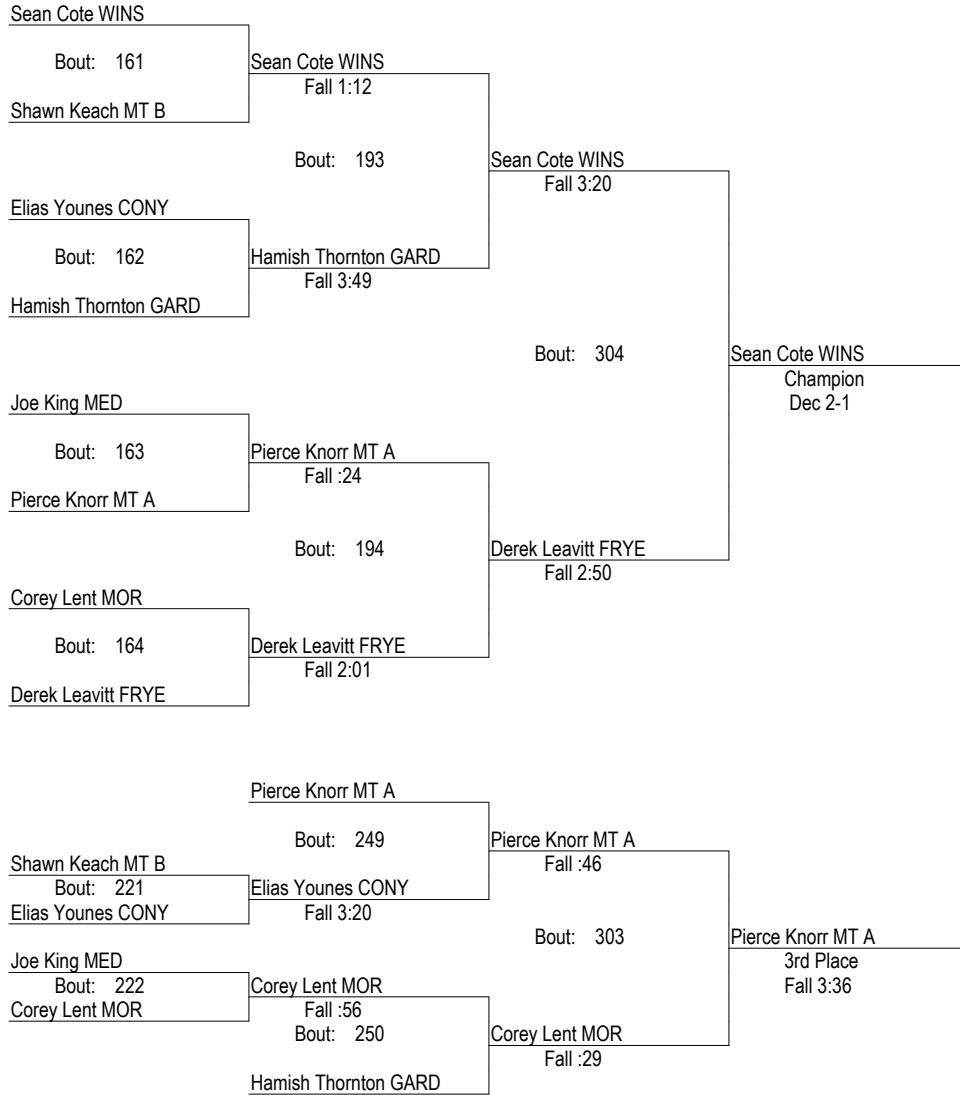 Sean Cote WINS
Bout: 161
Sean Cote WINS
Fall 1:12
Shawn Keach MT B
Bout: 193
Sean Cote WINS
Fall 3:20
Elias Younes CONY
Bout: 162
Hamish Thornton GARD
Fall 3:49
Hamish Thornton GARD
Bout: 304
Sean Cote WINS
Champion
Dec 2-1
Joe King MED
Bout: 163
Pierce Knorr MT A
Fall :24
Pierce Knorr MT A
Bout: 194
Derek Leavitt FRYE
Fall 2:50
Corey Lent MOR
Bout: 164
Derek Leavitt FRYE
Fall 2:01
Derek Leavitt FRYE
Pierce Knorr MT A
Bout: 249
Pierce Knorr MT A
Fall :46
Shawn Keach MT B
Bout: 221
Elias Younes CONY
Fall 3:20
Elias Younes CONY
Bout: 303
Pierce Knorr MT A
3rd Place
Fall 3:36
Joe King MED
Bout: 222
Corey Lent MOR
Fall :56
Corey Lent MOR
Bout: 250
Corey Lent MOR
Fall :29
Hamish Thornton GARD